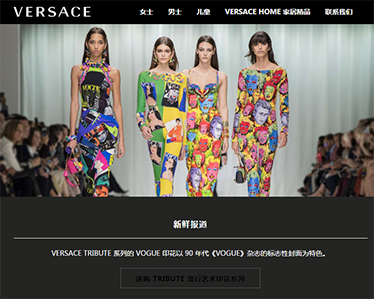 VERSACE
女士 男士 儿童 VERSACE HOME 家居精品 联系我们
VOGUE
新鲜报道
VERSACE TRIBUTE 系列的 VOGUE 印花以 90 年代《VOGUE》杂志的标志性封面为特色。
选购 TRIBUTE 流行艺术印花系列